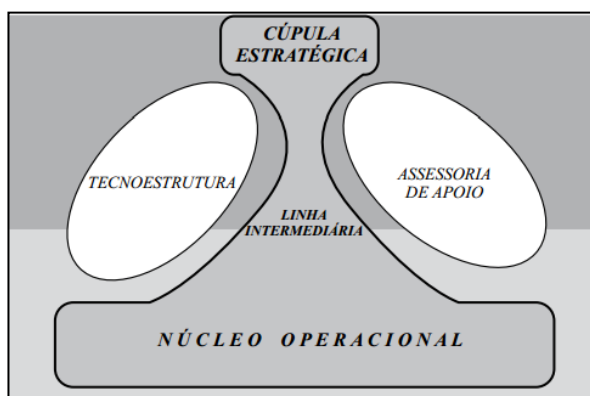 CÚPULA
ESTRATÉGICA
TECNOESTRUTURA
ASSESSORIA
DE APOIO
LINHA
INTERMEDIÁRIA
NÚCLEO OPERACIONAL